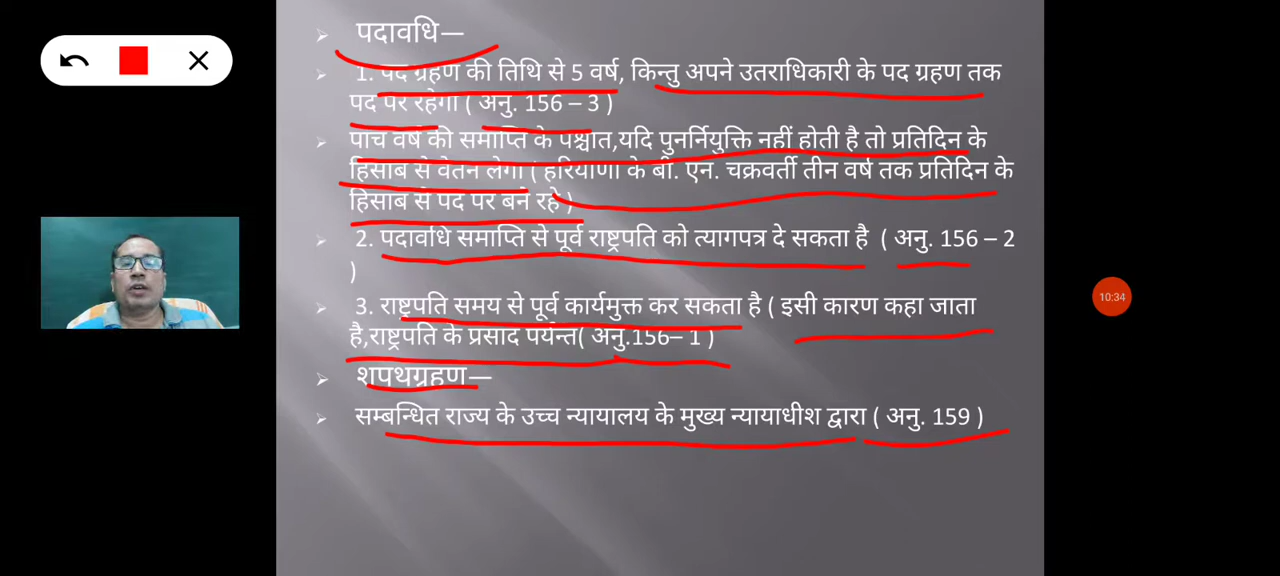 पदावधि—
1. पद ग्रहण की तिथि से 5 वर्ष, किन्तु अपने उतराधिकारी के पद ग्रहण तक
पद पर रहेगा ( अनु. 156 – 3 )
पाच वर्ष की समाप्ति के पश्चात,यदि पुनर्नियुक्ति नहीं होती है तो प्रतिदिन के
हिसाब से वेतन लेगा ( हरियाणा के बी. एन. चक्रवर्ती तीन वर्ष तक प्रतिदिन के
हिसाब से पद पर बने रहे )
2. पदावधि समाप्ति से पूर्व राष्ट्रपति को त्यागपत्र दे सकता है ( अनु. 156 – 2
)
3. राष्ट्रपति समय से पूर्व कार्यमुक्त कर सकता है ( इसी कारण कहा जाता
है,राष्ट्रपति के प्रसाद पर्यन्त( अनु.156– 1 )
शपथग्रहण—
सम्बन्धित राज्य के उच्च न्यायालय के मुख्य न्यायाधीश द्वारा ( अनु. 159 )
10:34